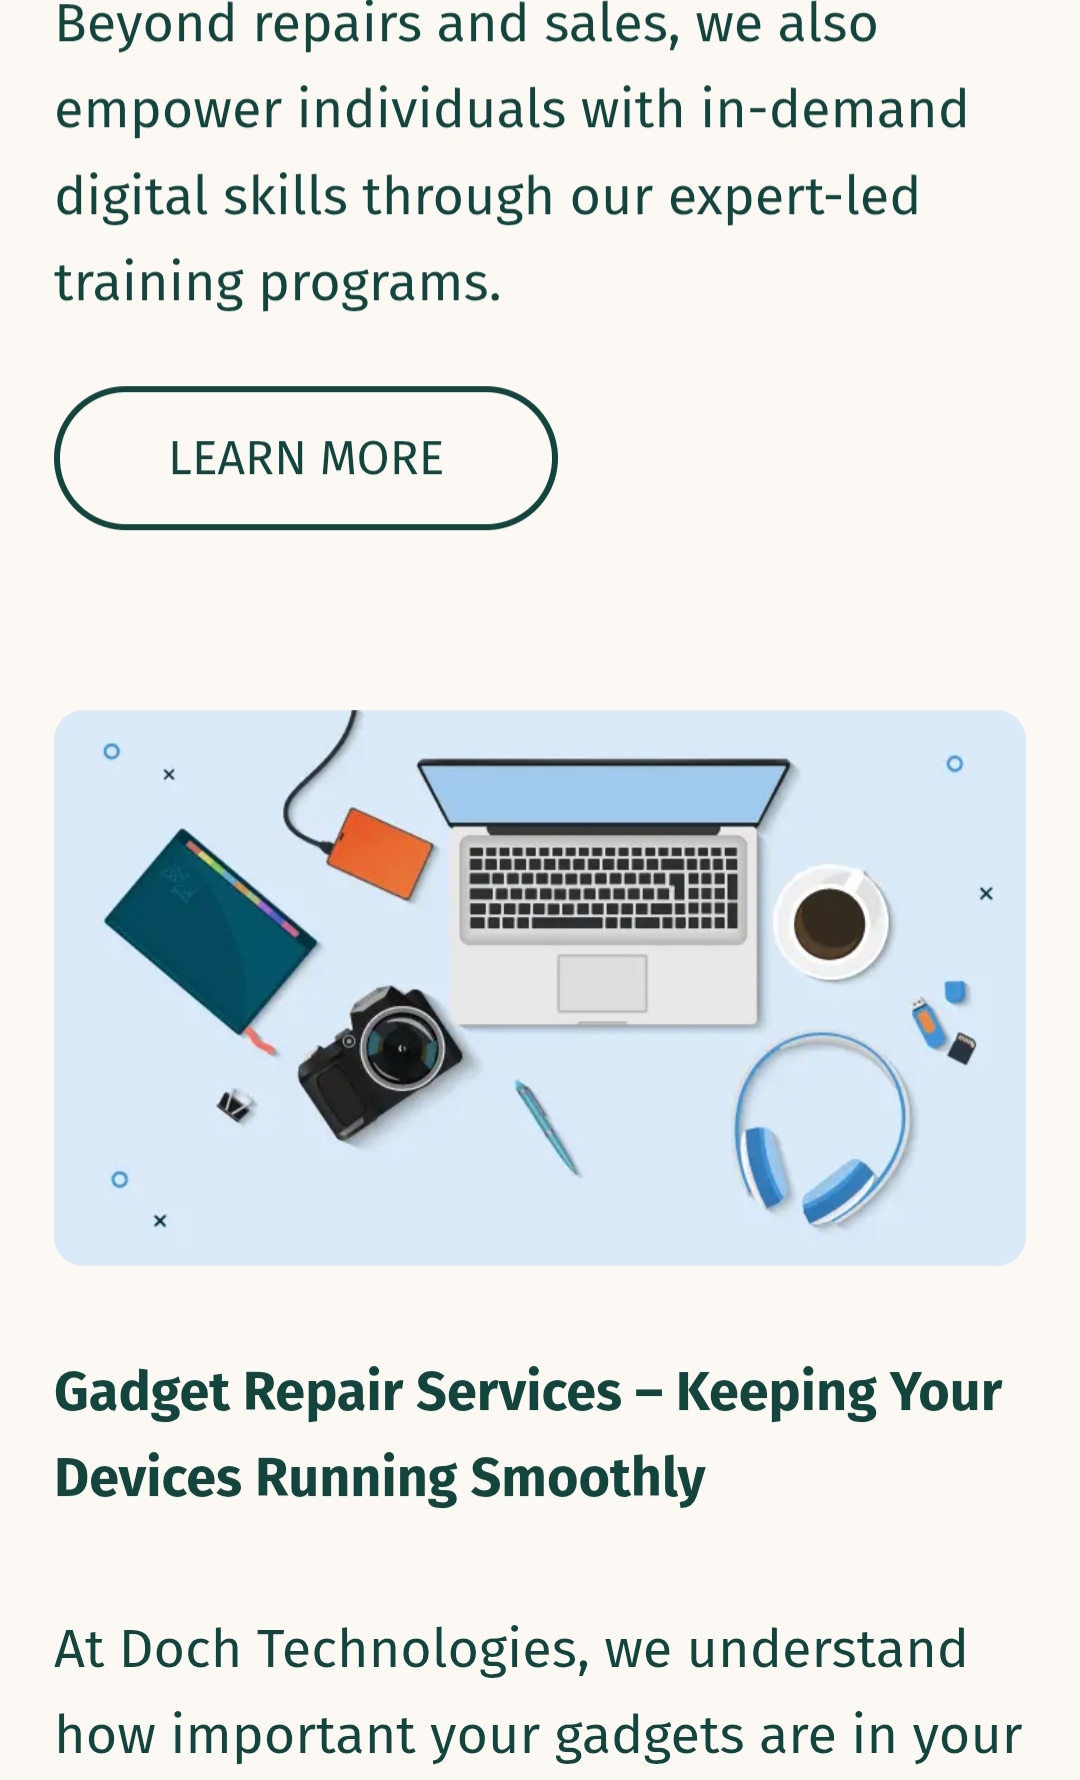 Beyond repairs and sales, we also
empower individuals with in-demand
digital skills through our expert-led
training programs.
LEARN MORE
Gadget Repair Services – Keeping Your
Devices Running Smoothly
At Doch Technologies, we understand
how important your gadgets are in your